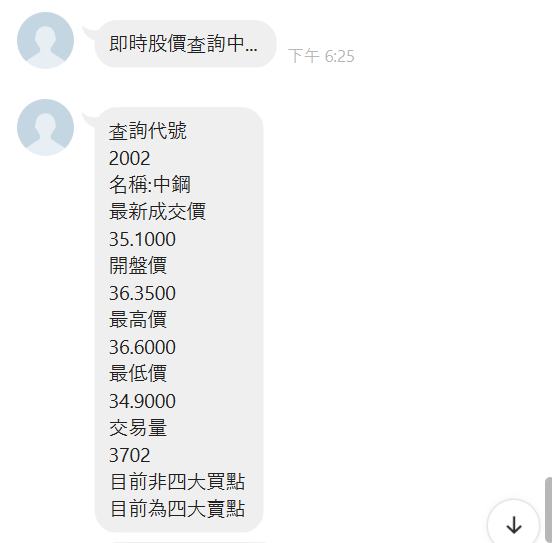 即時股價查詢中...
下午 6:25
查詢代號
2002
名稱:中鋼
最新成交價
35.1000
開盤價
36.3500
最高價
36.6000
最低價
34.9000
交易量
3702
目前非四大買點
目前為四大賣點